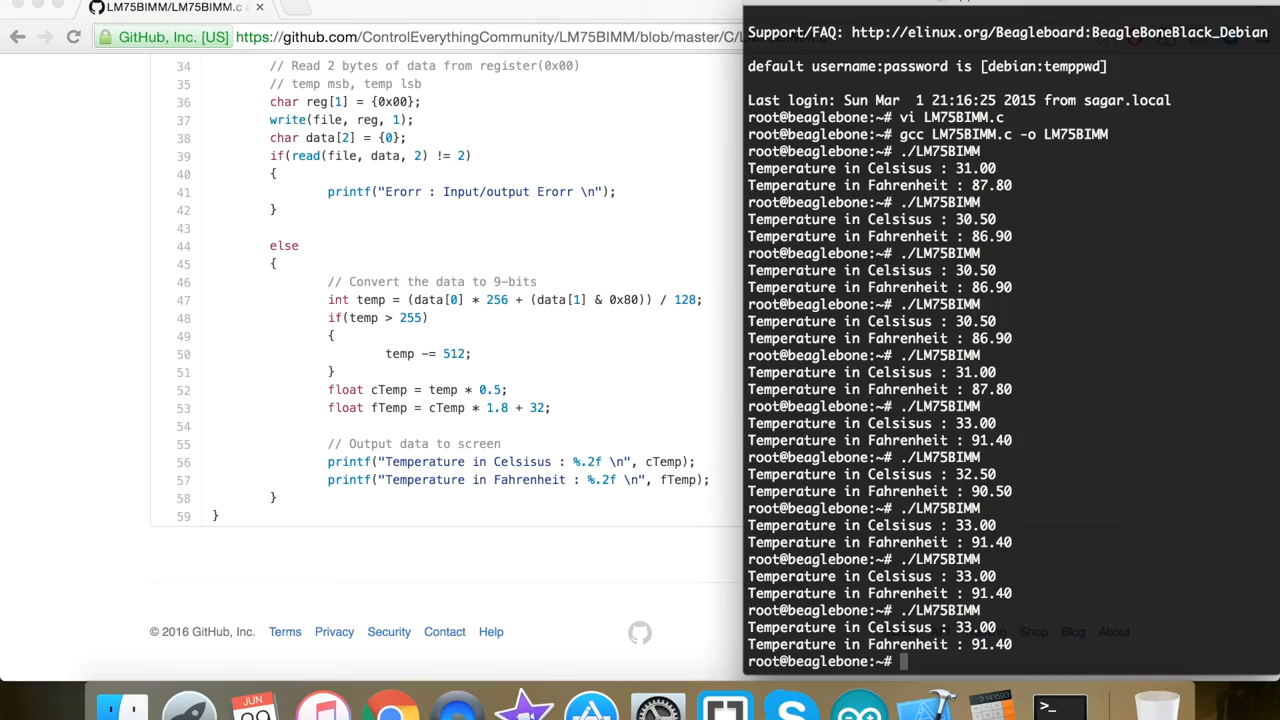 LM75BIMM/LM75BIMM.c a
GitHub, Inc. [US] https://github.com/ControlEverythingCommunity/LM75BIMM/blob/master/C/L
34 // Read 2 bytes of data from register(0x00)
35 // temp msb, temp lsb
36 char reg[1] = {0x00};
37 write(file, reg, 1);
38 char data[2] = {0};
39 if(read(file, data, 2) != 2)
40 {
41 printf("Erorr : Input/output Erorr \n");
42 }
43
44 else
45 {
46 // Convert the data to 9-bits
47 int temp = (data[0] * 256 + (data[1] & 0x80)) / 128;
48 if(temp > 255)
49 {
50 temp -= 512;
51 }
52 float cTemp = temp * 0.5;
53 float fTemp = cTemp * 1.8 + 32;
54
55 // Output data to screen
56 printf("Temperature in Celsisus : %.2f \n", cTemp);
57 printf("Temperature in Fahrenheit : %.2f \n", fTemp);
58 }
59 }
© 2016 GitHub, Inc. Terms Privacy Security Contact Help
Shop Blog About
Support/FAQ: http://elinux.org/Beagleboard:BeagleBoneBlack_Debian
default username:password is [debian:temppwd]
Last login: Sun Mar  1 21:16:25 2015 from sagar.local
root@beaglebone:~# vi LM75BIMM.c
root@beaglebone:~# gcc LM75BIMM.c -o LM75BIMM
root@beaglebone:~# ./LM75BIMM
Temperature in Celsisus : 31.00
Temperature in Fahrenheit : 87.80
root@beaglebone:~# ./LM75BIMM
Temperature in Celsisus : 30.50
Temperature in Fahrenheit : 86.90
root@beaglebone:~# ./LM75BIMM
Temperature in Celsisus : 30.50
Temperature in Fahrenheit : 86.90
root@beaglebone:~# ./LM75BIMM
Temperature in Celsisus : 30.50
Temperature in Fahrenheit : 86.90
root@beaglebone:~# ./LM75BIMM
Temperature in Celsisus : 31.00
Temperature in Fahrenheit : 87.80
root@beaglebone:~# ./LM75BIMM
Temperature in Celsisus : 33.00
Temperature in Fahrenheit : 91.40
root@beaglebone:~# ./LM75BIMM
Temperature in Celsisus : 32.50
Temperature in Fahrenheit : 90.50
root@beaglebone:~# ./LM75BIMM
Temperature in Celsisus : 33.00
Temperature in Fahrenheit : 91.40
root@beaglebone:~# ./LM75BIMM
Temperature in Celsisus : 33.00
Temperature in Fahrenheit : 91.40
root@beaglebone:~# ./LM75BIMM
Temperature in Celsisus : 33.00
Temperature in Fahrenheit : 91.40
root@beaglebone:~#